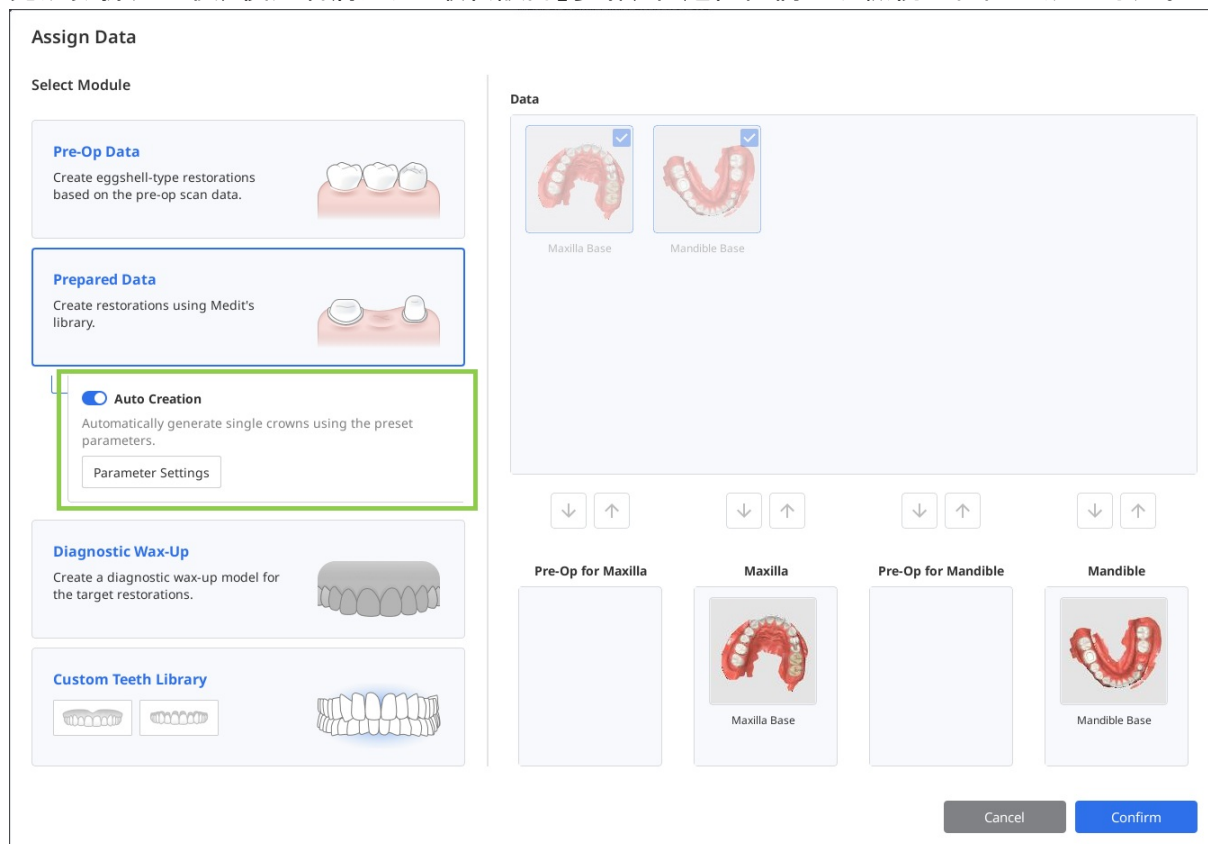 Assign Data
Select Module
Pre-Op Data
Create eggshell-type restorations
based on the pre-op scan data.
Prepared Data
Create restorations using Medit's
library.
Auto Creation
Automatically generate single crowns using the preset
parameters.
Parameter Settings
Diagnostic Wax-Up
Create a diagnostic wax-up model for
the target restorations.
Custom Teeth Library
Data
Maxilla Base
Mandible Base
Pre-Op for Maxilla
Maxilla
Pre-Op for Mandible
Mandible
Maxilla Base
Mandible Base
Cancel
Confirm